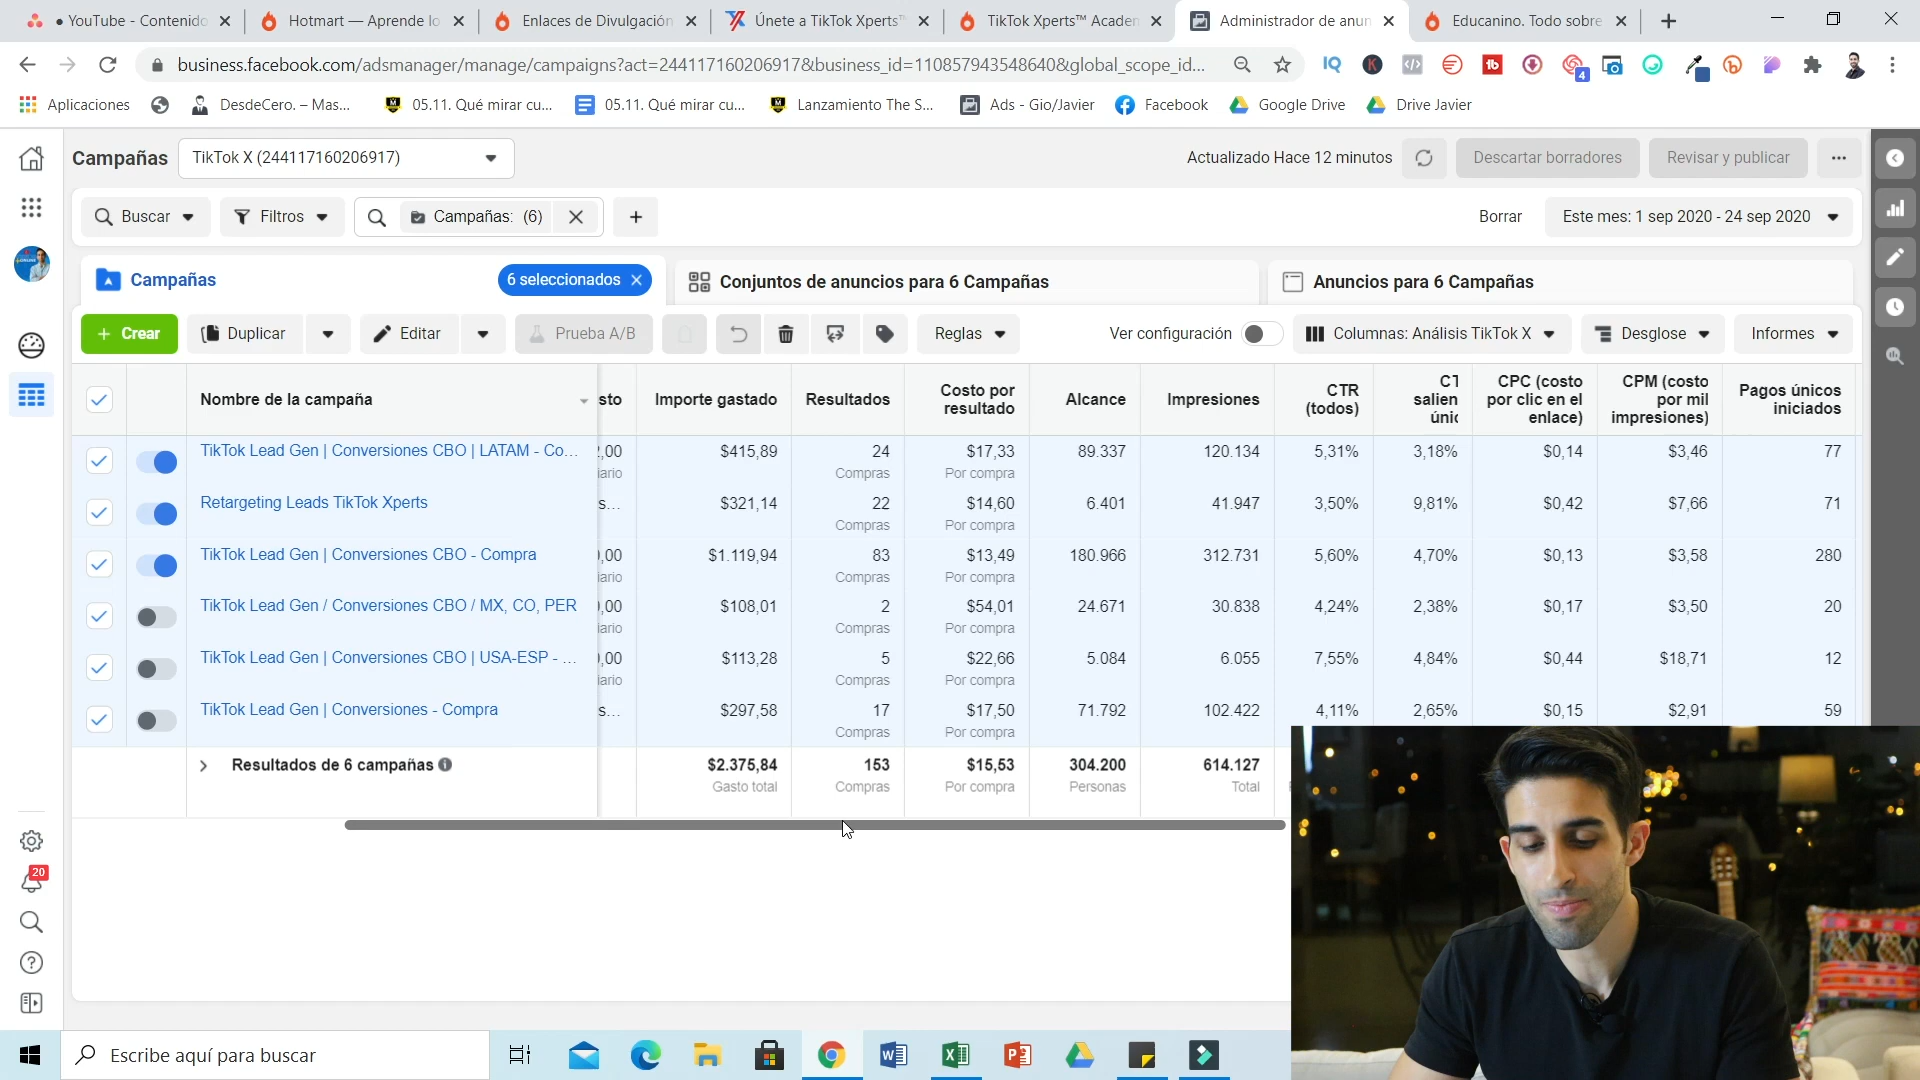 YouTube - Contenido
Hotmart — Aprende lo
Enlaces de Divulgación
Únete a TikTok Xperts™
TikTok Xperts™ Academ
Administrador de anun
Educanino. Todo sobre
business.facebook.com/adsmanager/manage/campaigns?act=244117160206917&business_id=110857943548640&global_scope_id...
Aplicaciones
DesdeCero. – Mas...
05.11. Qué mirar cu...
05.11. Qué mirar cu...
Lanzamiento The S...
Ads - Gio/Javier
Facebook
Google Drive
Drive Javier
Campañas
TikTok X (244117160206917)
Actualizado Hace 12 minutos
Descartar borradores
Revisar y publicar
Buscar
Filtros
Campañas: (6)
Borrar
Este mes: 1 sep 2020 - 24 sep 2020
Campañas
6 seleccionados
Conjuntos de anuncios para 6 Campañas
Anuncios para 6 Campañas
+ Crear
Duplicar
Editar
Prueba A/B
Reglas
Ver configuración
Columnas: Análisis TikTok X
Desglose
Informes
Nombre de la campaña
sto
Importe gastado
Resultados
Costo por resultado
Alcance
Impresiones
CTR (todos)
CT salien únic
CPC (costo por clic en el enlace)
CPM (costo por mil impresiones)
Pagos únicos iniciados
TikTok Lead Gen | Conversiones CBO | LATAM - Co... ,00 $415,89 24 $17,33 89.337 120.134 5,31% 3,18% $0,14 $3,46 77
iario Compras Por compra
Retargeting Leads TikTok Xperts s... $321,14 22 $14,60 6.401 41.947 3,50% 9,81% $0,42 $7,66 71
Compras Por compra
TikTok Lead Gen | Conversiones CBO - Compra ,00 $1.119,94 83 $13,49 180.966 312.731 5,60% 4,70% $0,13 $3,58 280
iario Compras Por compra
TikTok Lead Gen / Conversiones CBO / MX, CO, PER ,00 $108,01 2 $54,01 24.671 30.838 4,24% 2,38% $0,17 $3,50 20
iario Compras Por compra
TikTok Lead Gen | Conversiones CBO | USA-ESP - ... ,00 $113,28 5 $22,66 5.084 6.055 7,55% 4,84% $0,44 $18,71 12
iario Compras Por compra
TikTok Lead Gen | Conversiones - Compra s... $297,58 17 $17,50 71.792 102.422 4,11% 2,65% $0,15 $2,91 59
Compras Por compra
Resultados de 6 campañas $2.375,84 153 $15,53 304.200 614.127
Gasto total Compras Por compra Personas Total
20
Escribe aquí para buscar